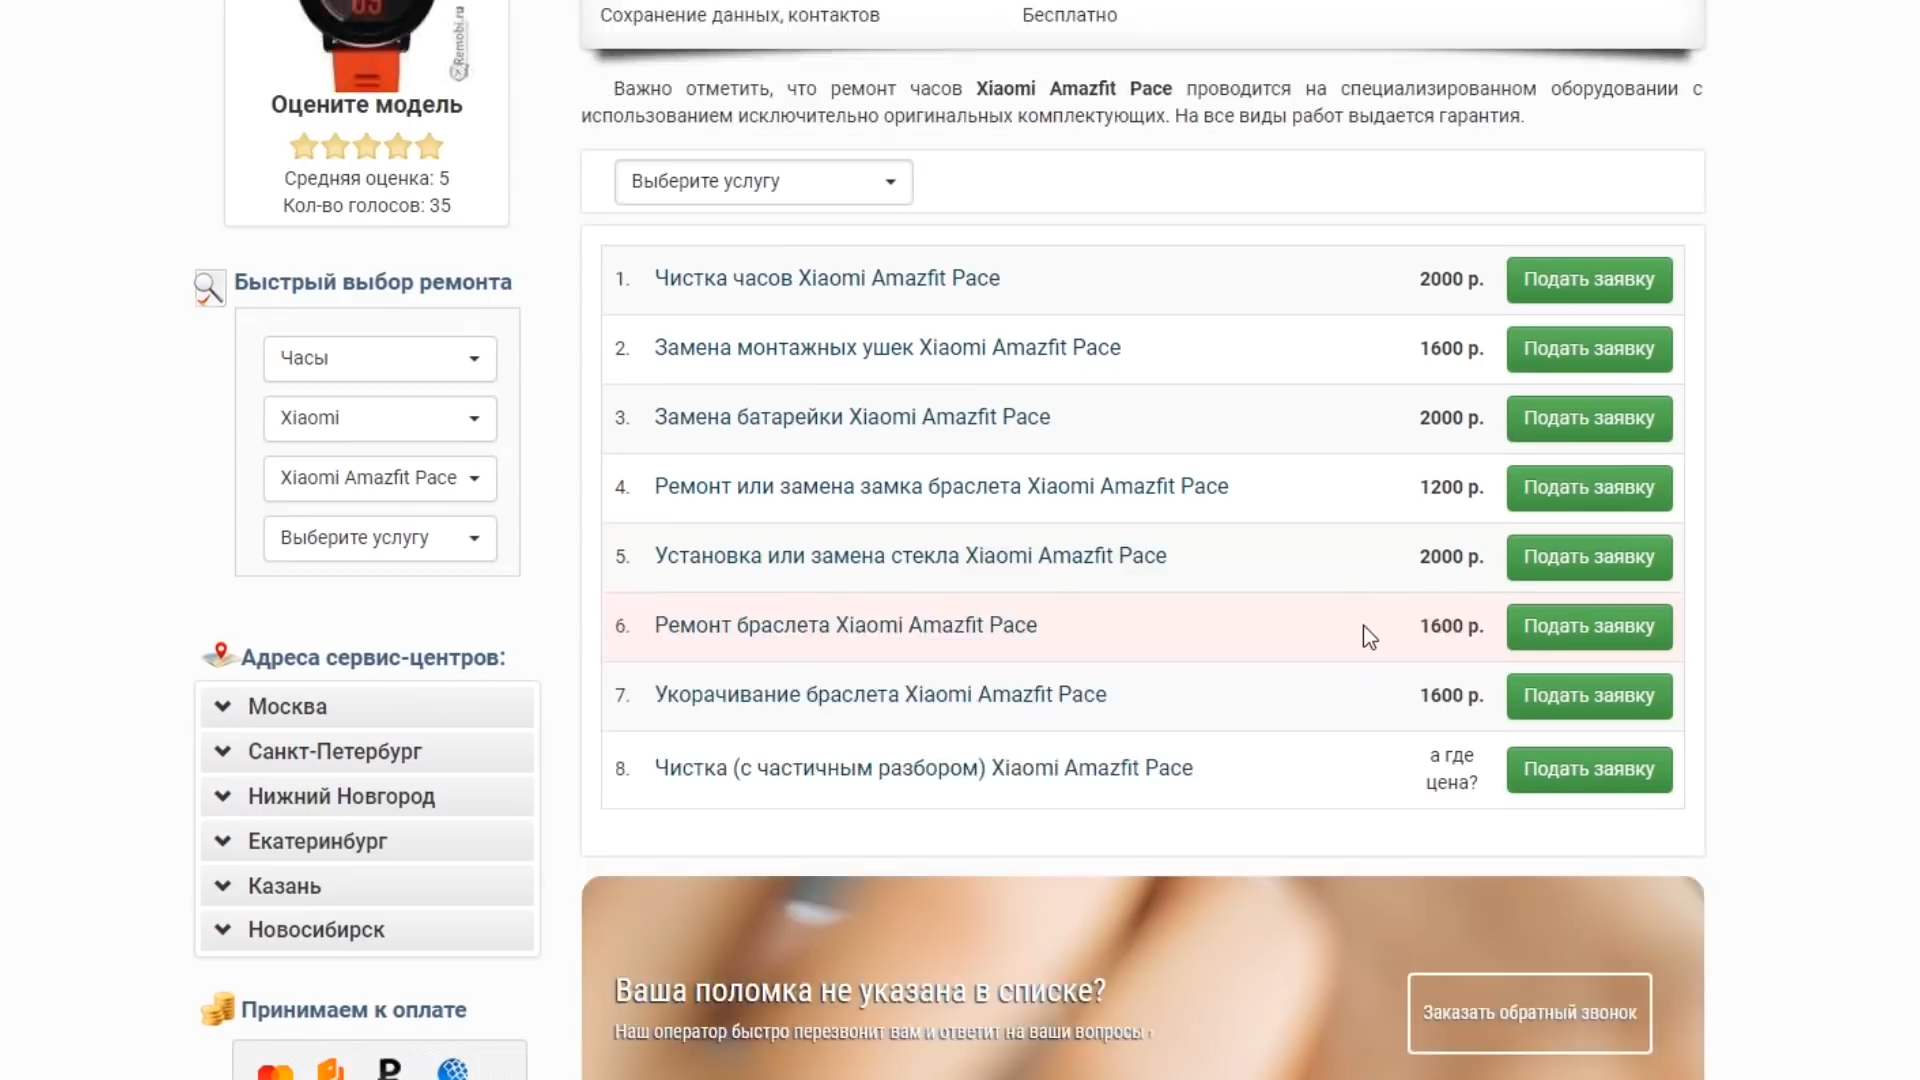 Сохранение данных, контактов Бесплатно
Remobi.ru
Оцените модель
Средняя оценка: 5
Кол-во голосов: 35
Быстрый выбор ремонта
Часы
Xiaomi
Xiaomi Amazfit Pace
Выберите услугу
Адреса сервис-центров:
Москва
Санкт-Петербург
Нижний Новгород
Екатеринбург
Казань
Новосибирск
Принимаем к оплате
Важно отметить, что ремонт часов Xiaomi Amazfit Pace проводится на специализированном оборудовании с
использованием исключительно оригинальных комплектующих. На все виды работ выдается гарантия.
Выберите услугу
1. Чистка часов Xiaomi Amazfit Pace 2000 р. Подать заявку
2. Замена монтажных ушек Xiaomi Amazfit Pace 1600 р. Подать заявку
3. Замена батарейки Xiaomi Amazfit Pace 2000 р. Подать заявку
4. Ремонт или замена замка браслета Xiaomi Amazfit Pace 1200 р. Подать заявку
5. Установка или замена стекла Xiaomi Amazfit Pace 2000 р. Подать заявку
6. Ремонт браслета Xiaomi Amazfit Pace 1600 р. Подать заявку
7. Укорачивание браслета Xiaomi Amazfit Pace 1600 р. Подать заявку
8. Чистка (с частичным разбором) Xiaomi Amazfit Pace а где цена? Подать заявку
Ваша поломка не указана в списке?
Наш оператор быстро перезвонит вам и ответит на ваши вопросы
Заказать обратный звонок